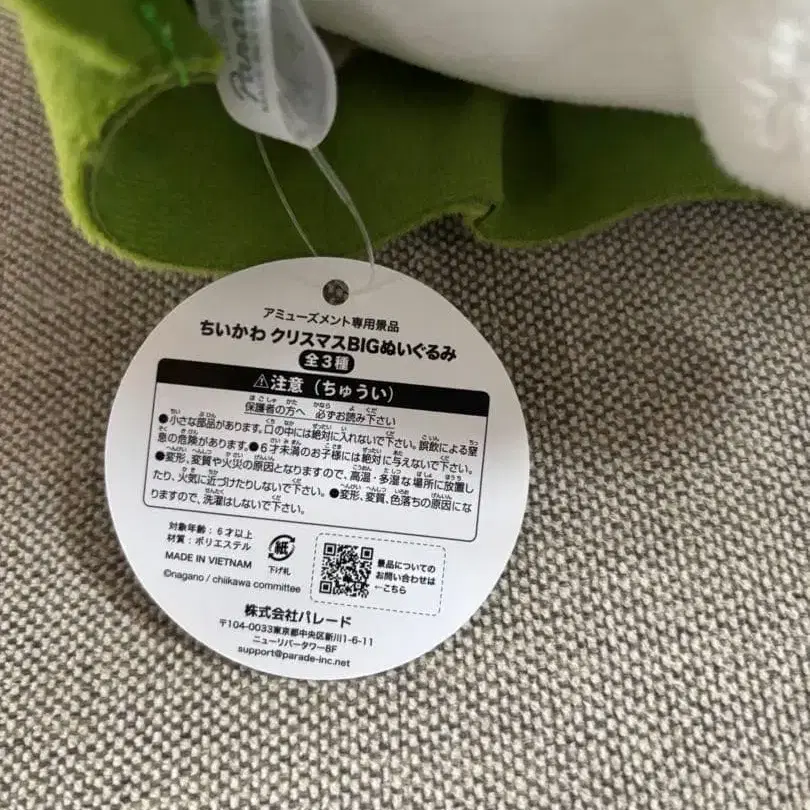 Parade
アミューズメント専用景品
ちいかわ クリスマスBIGぬいぐるみ
全3種
⚠注意(ちゅうい)
保護者の方へ 必ずお読み下さい
●小さな部品があります。口の中には絶対に入れないで下さい。誤飲による窒
息の危険があります。●6才未満のお子様には絶対に与えないで下さい。
●変形、変質や火災の原因となりますので、高温・多湿な場所に放置し
たり、火気に近づけたりしないで下さい。●変形、変質、色落ちの原因にな
りますので、洗濯はしないで下さい。
対象年齢:6才以上
材質:ポリエステル
MADE IN VIETNAM
紙
下げ札
©nagano / chiikawa committee
景品についての
お問い合わせは
←こちら
株式会社パレード
〒104-0033東京都中央区新川1-6-11
ニューリバータワー8F
support@parade-inc.net